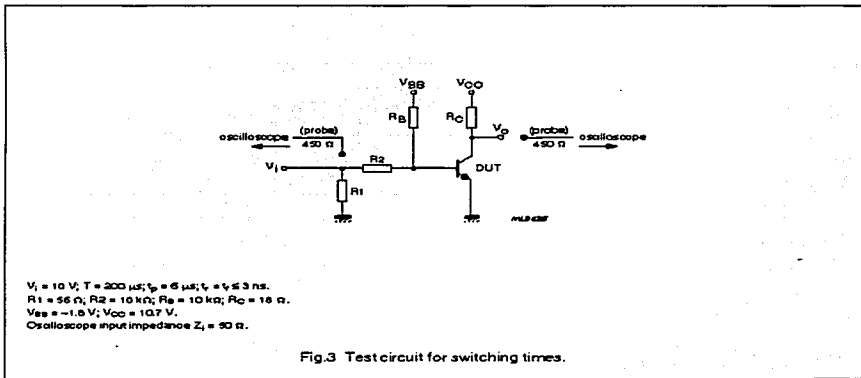 V_BB V_CC
R_B R_C
oscilloscope (probe) 450 Ω
V_o (probe) 450 Ω oscilloscope
V_i R2 DUT
R1
V_i = 10 V; T = 200 µs; t_p = 6 µs; t_r = t_f ≤ 3 ns.
R1 = 56 Ω; R2 = 10 kΩ; R_B = 10 kΩ; R_C = 18 Ω.
V_BB = −1.8 V; V_CC = 10.7 V.
Oscilloscope input impedance Z_i = 50 Ω.
Fig.3 Test circuit for switching times.